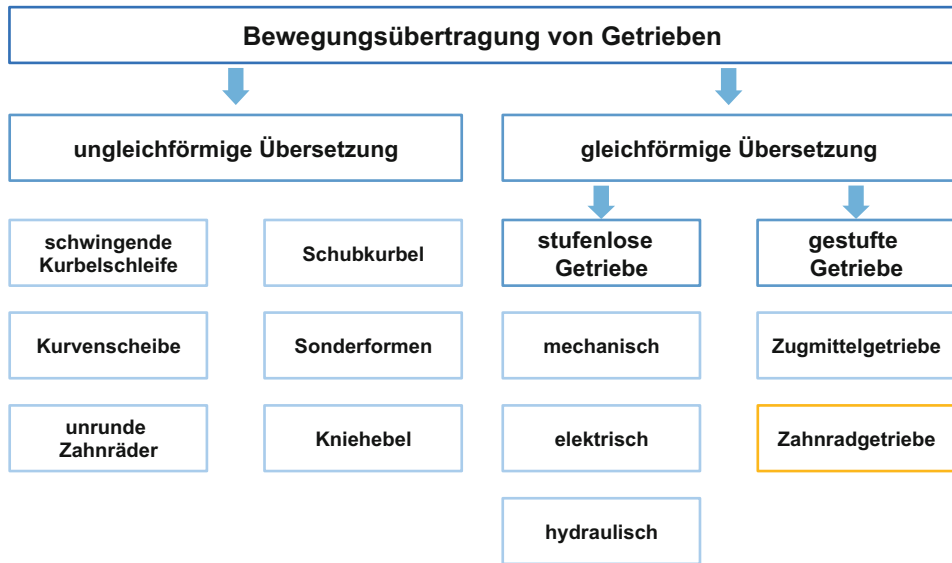 Bewegungsübertragung von Getrieben
ungleichförmige Übersetzung
gleichförmige Übersetzung
schwingende
Kurbelschleife
Schubkurbel
stufenlose
Getriebe
gestufte
Getriebe
Kurvenscheibe
Sonderformen
mechanisch
Zugmittelgetriebe
unrunde
Zahnräder
Kniehebel
elektrisch
Zahnradgetriebe
hydraulisch